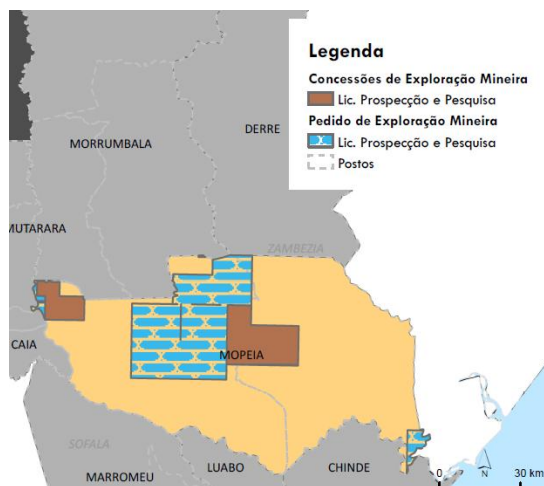 Legenda
Concessões de Exploração Mineira
Lic. Prospecção e Pesquisa
Pedido de Exploração Mineira
Lic. Prospecção e Pesquisa
Postos
DERRE
MORRUMBALA
MUTARARA
ZAMBEZIA
CAIA
MOPEIA
SOFALA
LUABO
CHINDE
MARROMEU
N
0 30 km